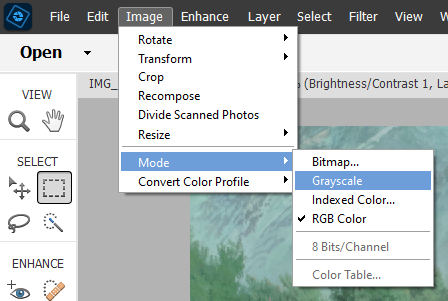 File Edit Image Enhance Layer Select Filter View
Open
Rotate
Transform
Crop
Recompose
Divide Scanned Photos
Resize
Mode
Convert Color Profile
IMG_
% (Brightness/Contrast 1, La
VIEW
SELECT
ENHANCE
Bitmap...
Grayscale
Indexed Color...
RGB Color
8 Bits/Channel
Color Table...